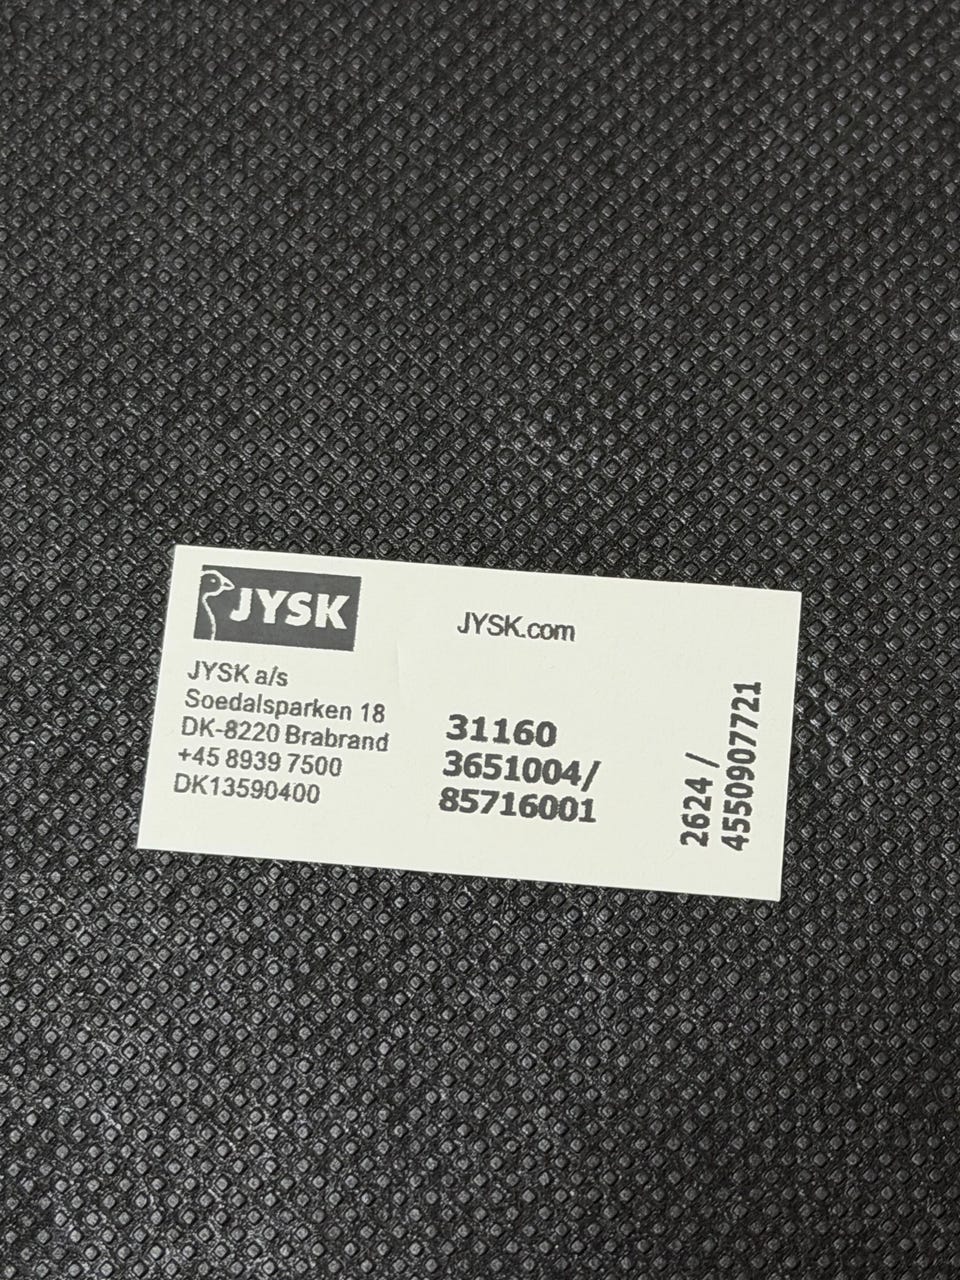 JYSK
JYSK a/s
Soedalsparken 18
DK-8220 Brabrand
+45 8939 7500
DK13590400
JYSK.com
31160
3651004/
85716001
2624 /
4550907721